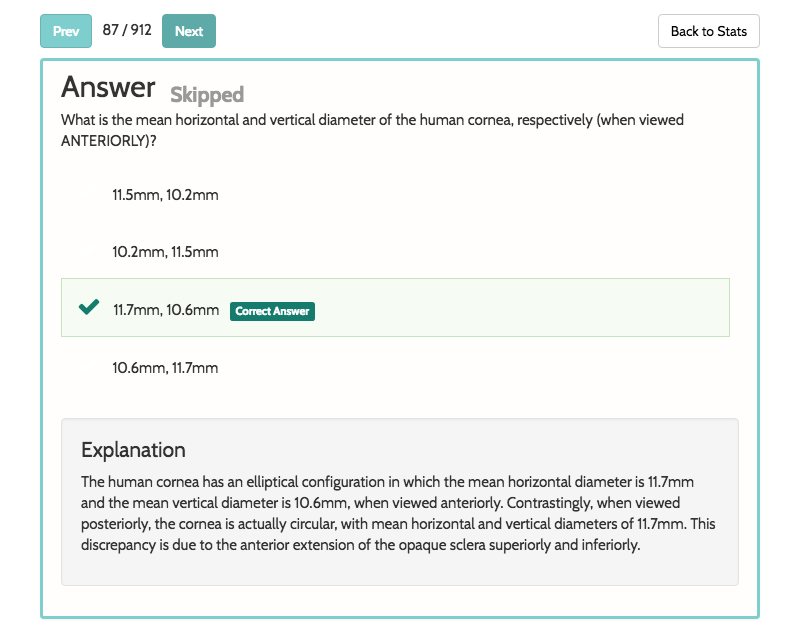 Prev 87 / 912 Next Back to Stats
Answer Skipped
What is the mean horizontal and vertical diameter of the human cornea, respectively (when viewed
ANTERIORLY)?
11.5mm, 10.2mm
10.2mm, 11.5mm
11.7mm, 10.6mm Correct Answer
10.6mm, 11.7mm
Explanation
The human cornea has an elliptical configuration in which the mean horizontal diameter is 11.7mm
and the mean vertical diameter is 10.6mm, when viewed anteriorly. Contrastingly, when viewed
posteriorly, the cornea is actually circular, with mean horizontal and vertical diameters of 11.7mm. This
discrepancy is due to the anterior extension of the opaque sclera superiorly and inferiorly.